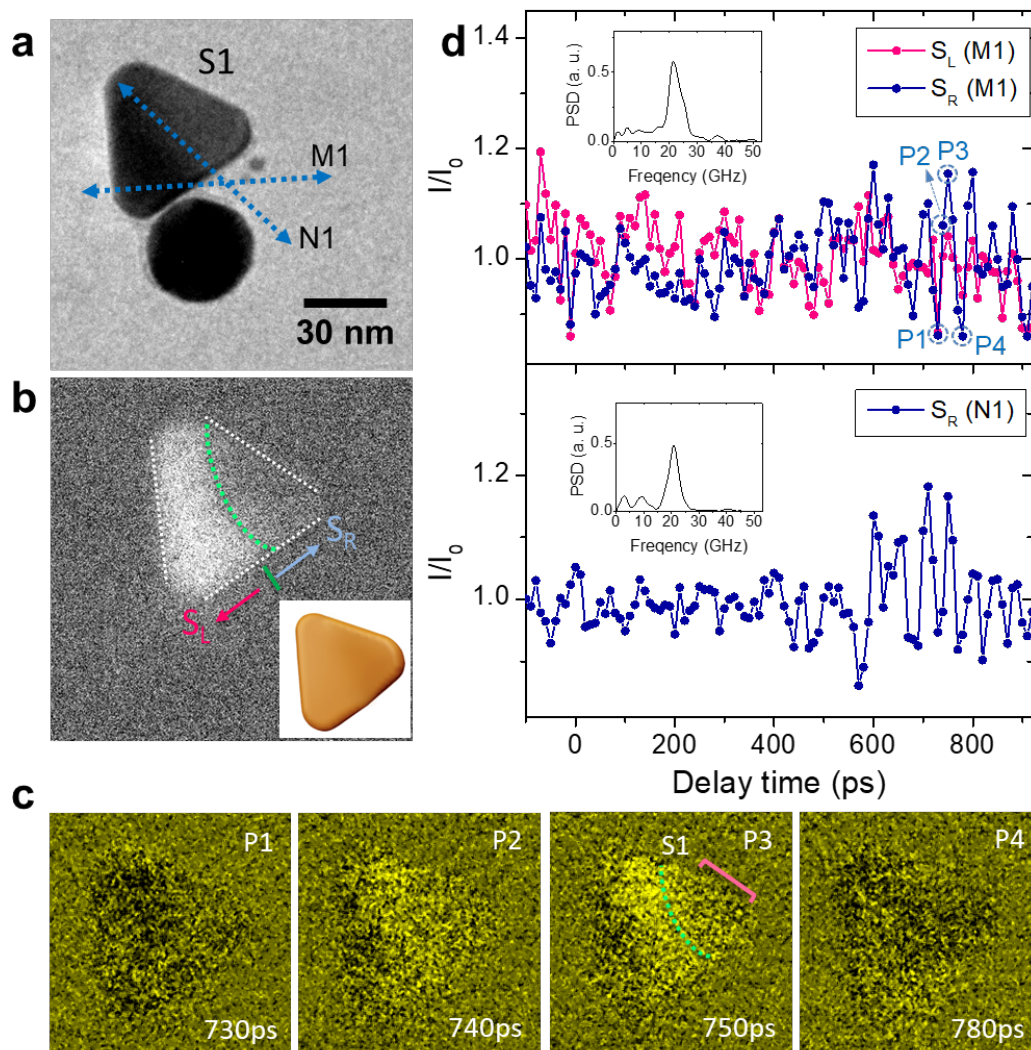 a
S1
M1
N1
30 nm
b
S_R
S_L
c
P1
730ps
P2
740ps
S1
P3
750ps
P4
780ps
d
1.4
1.2
1.0
I/I₀
S_L (M1)
S_R (M1)
PSD (a. u.)
0.5
0.0
0 10 20 30 40 50
Freqency (GHz)
P2
P3
P1
P4
1.2
1.0
I/I₀
S_R (N1)
PSD (a. u.)
0.5
0.0
0 10 20 30 40 50
Freqency (GHz)
0 200 400 600 800
Delay time (ps)